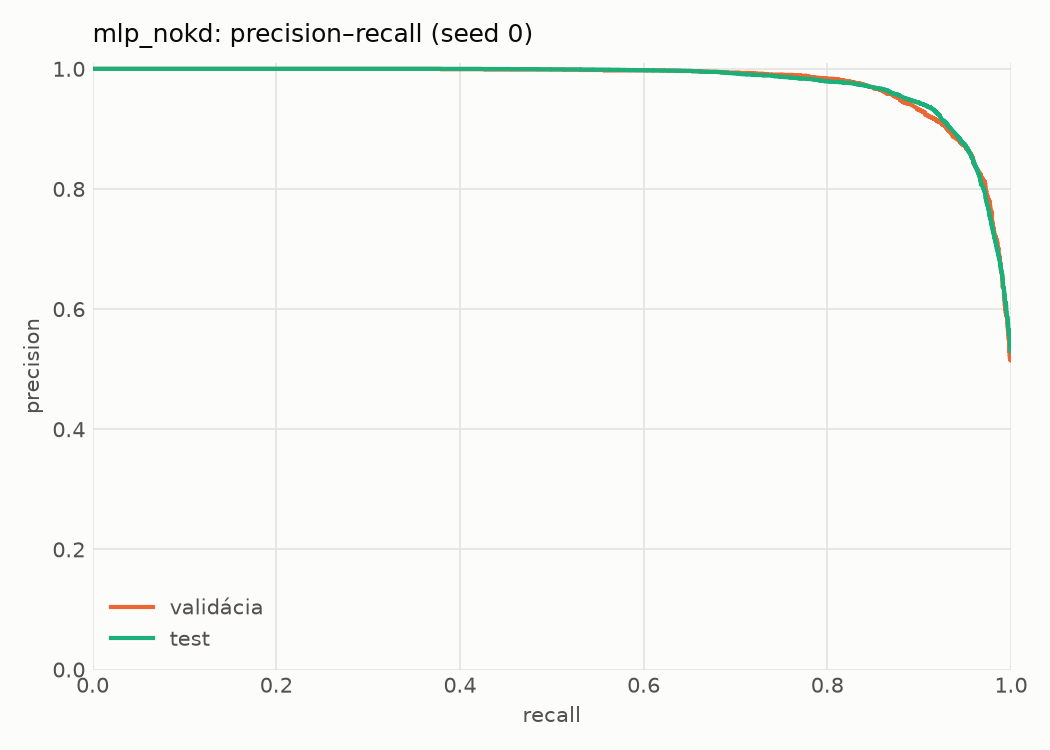 mlp_nokd: precision–recall (seed 0)
1.0
0.8
0.6
0.4
0.2
0.0
precision
validácia
test
0.0 0.2 0.4 0.6 0.8 1.0
recall